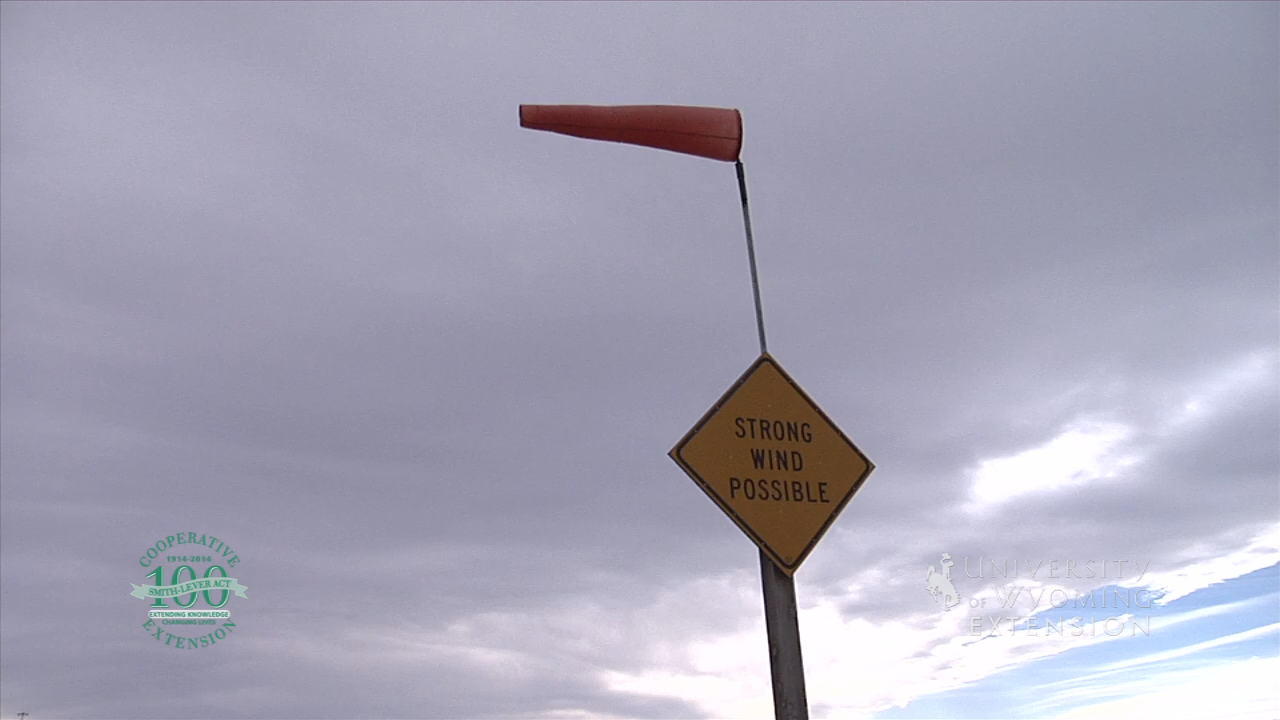 STRONG
WIND
POSSIBLE
COOPERATIVE
1914-2014
100
SMITH-LEVER ACT
EXTENDING KNOWLEDGE
CHANGING LIVES
EXTENSION
UNIVERSITY
OF WYOMING
EXTENSION